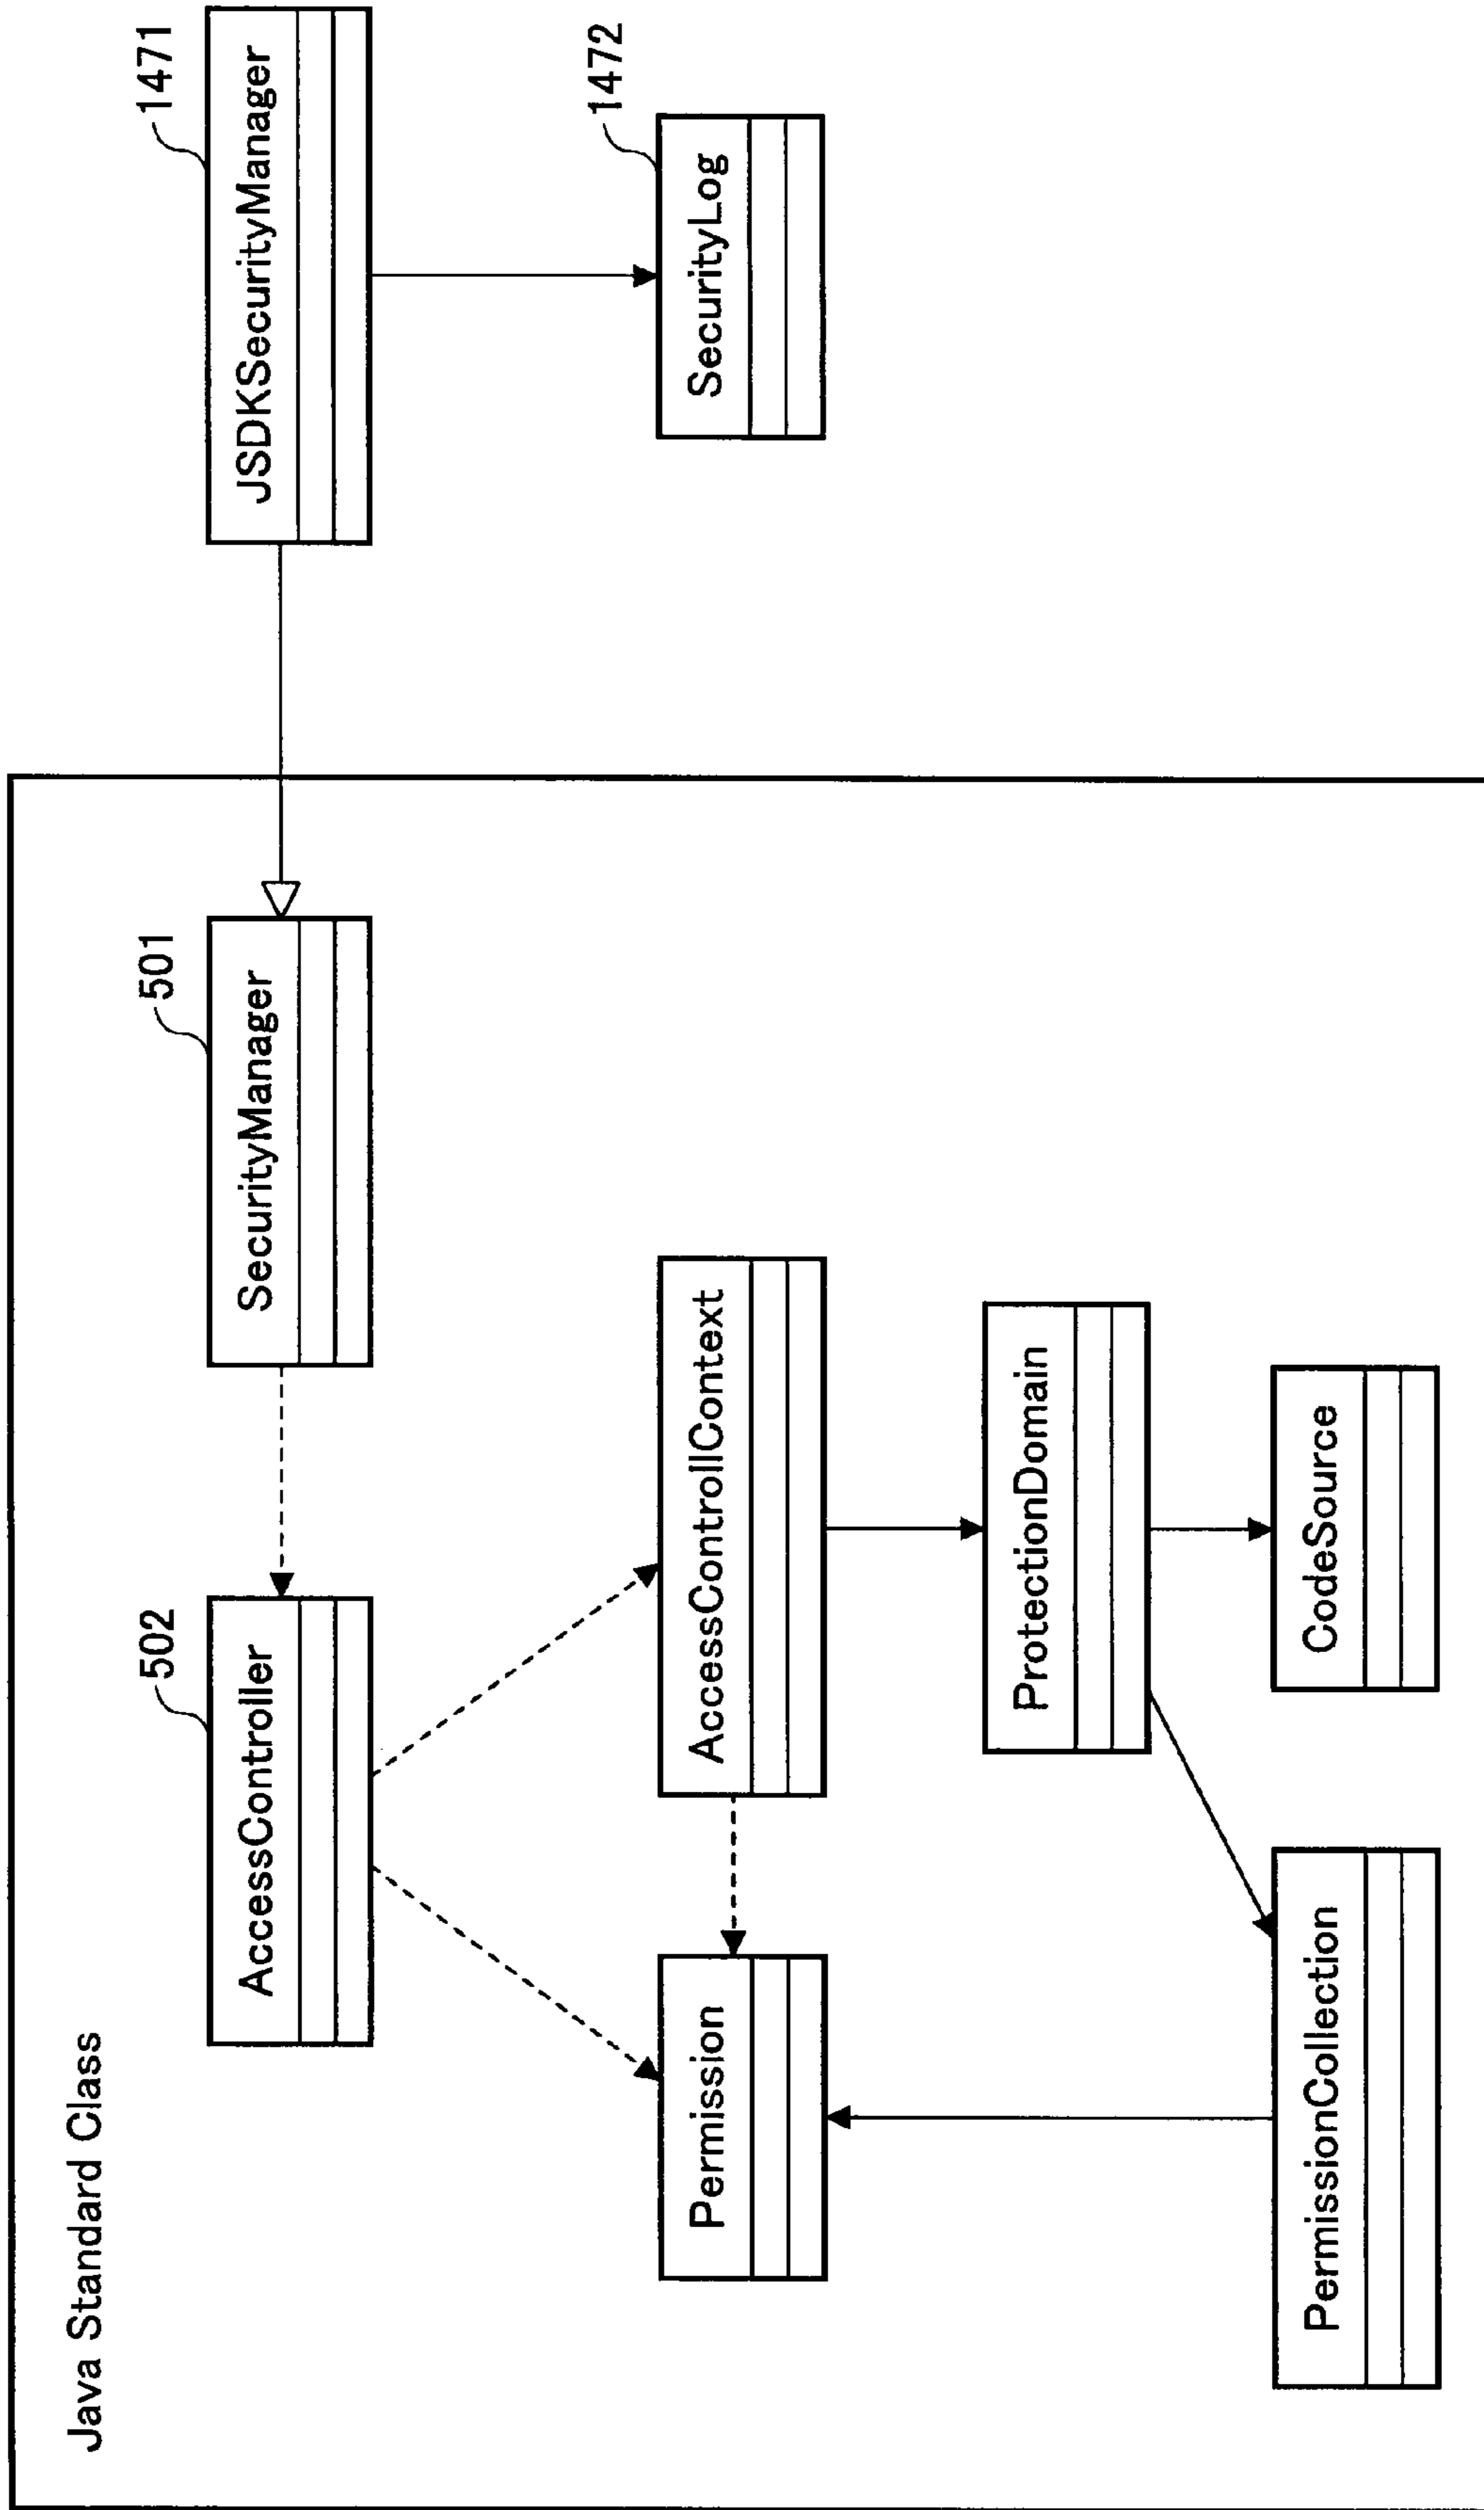 Java Standard Class
502
501
1471
AccessController
SecurityManager
JSDKSecurityManager
1472
Permission
AccessControllContext
SecurityLog
ProtectionDomain
PermissionCollection
CodeSource